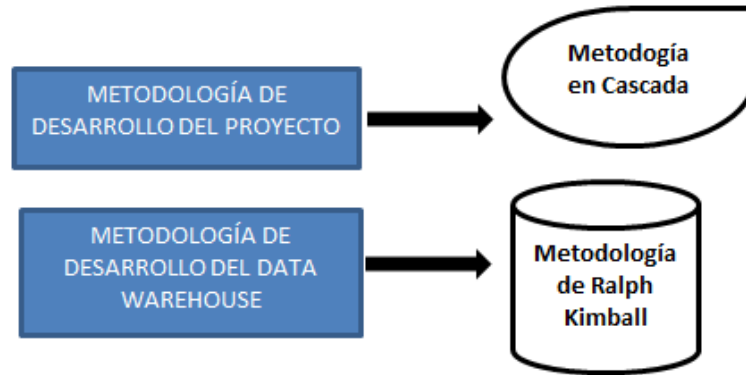 METODOLOGÍA DE
DESARROLLO DEL PROYECTO
Metodogía
en Cascada
METODOLOGÍA DE
DESARROLLO DEL DATA
WAREHOUSE
Metodología
de Ralph
Kimball